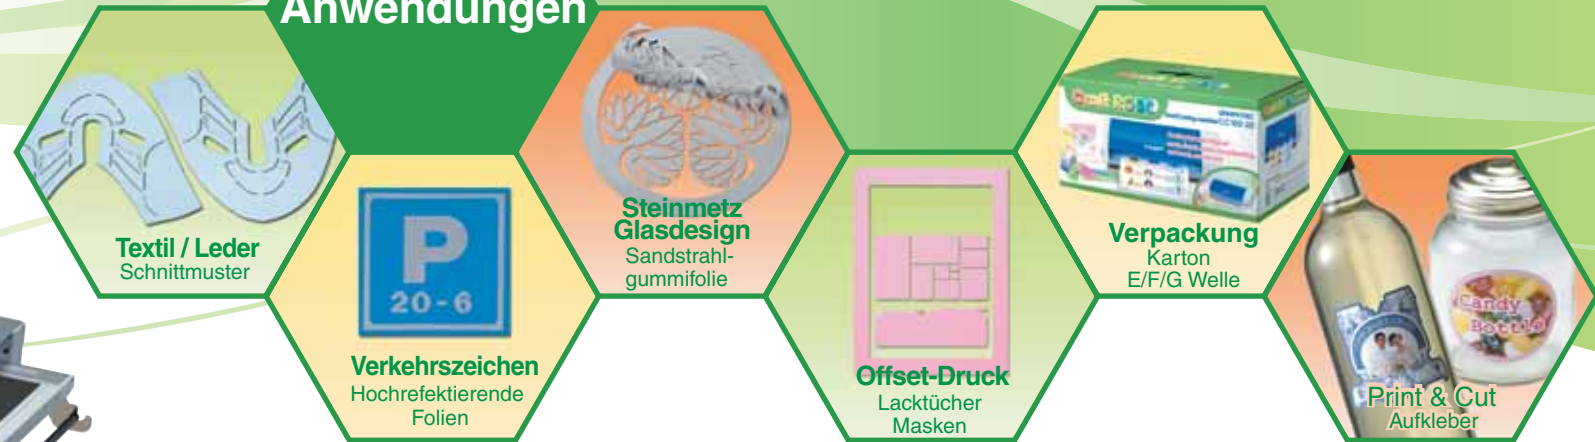 Anwendungen
Textil / Leder
Schnittmuster
P
20-6
Verkehrszeichen
Hochrefektierende
Folien
Steinmetz
Glasdesign
Sandstrahl-
gummifolie
Offset-Druck
Lacktücher
Masken
Verpackung
Karton
E/F/G Welle
Candy
Bottle
Print & Cut
Aufkleber